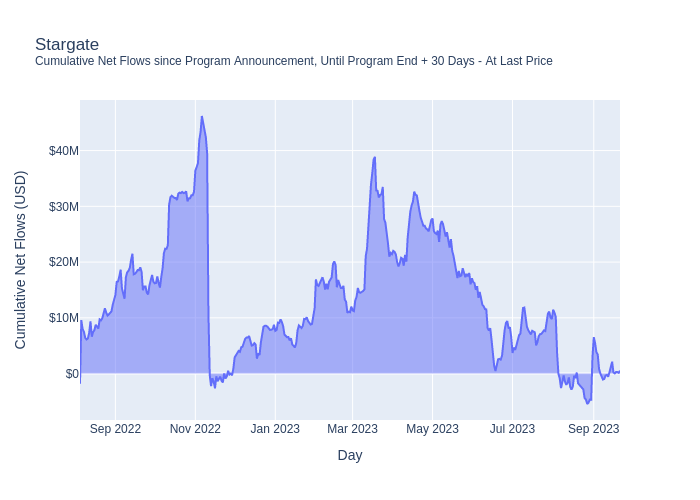 Stargate
Cumulative Net Flows since Program Announcement, Until Program End + 30 Days - At Last Price
Cumulative Net Flows (USD)
$40M
$30M
$20M
$10M
$0
Sep 2022
Nov 2022
Jan 2023
Mar 2023
May 2023
Jul 2023
Sep 2023
Day